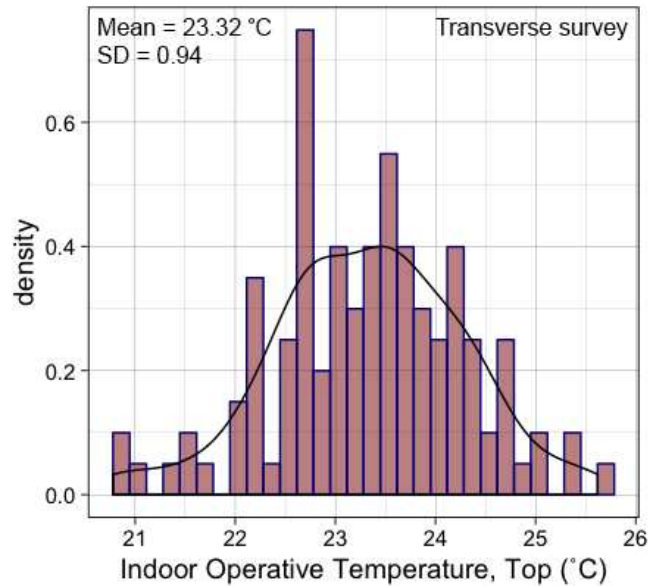 Mean = 23.32 °C
Transverse survey
SD = 0.94
0.6
0.4
0.2
0.0
density
21 22 23 24 25 26
Indoor Operative Temperature, Top (˚C)